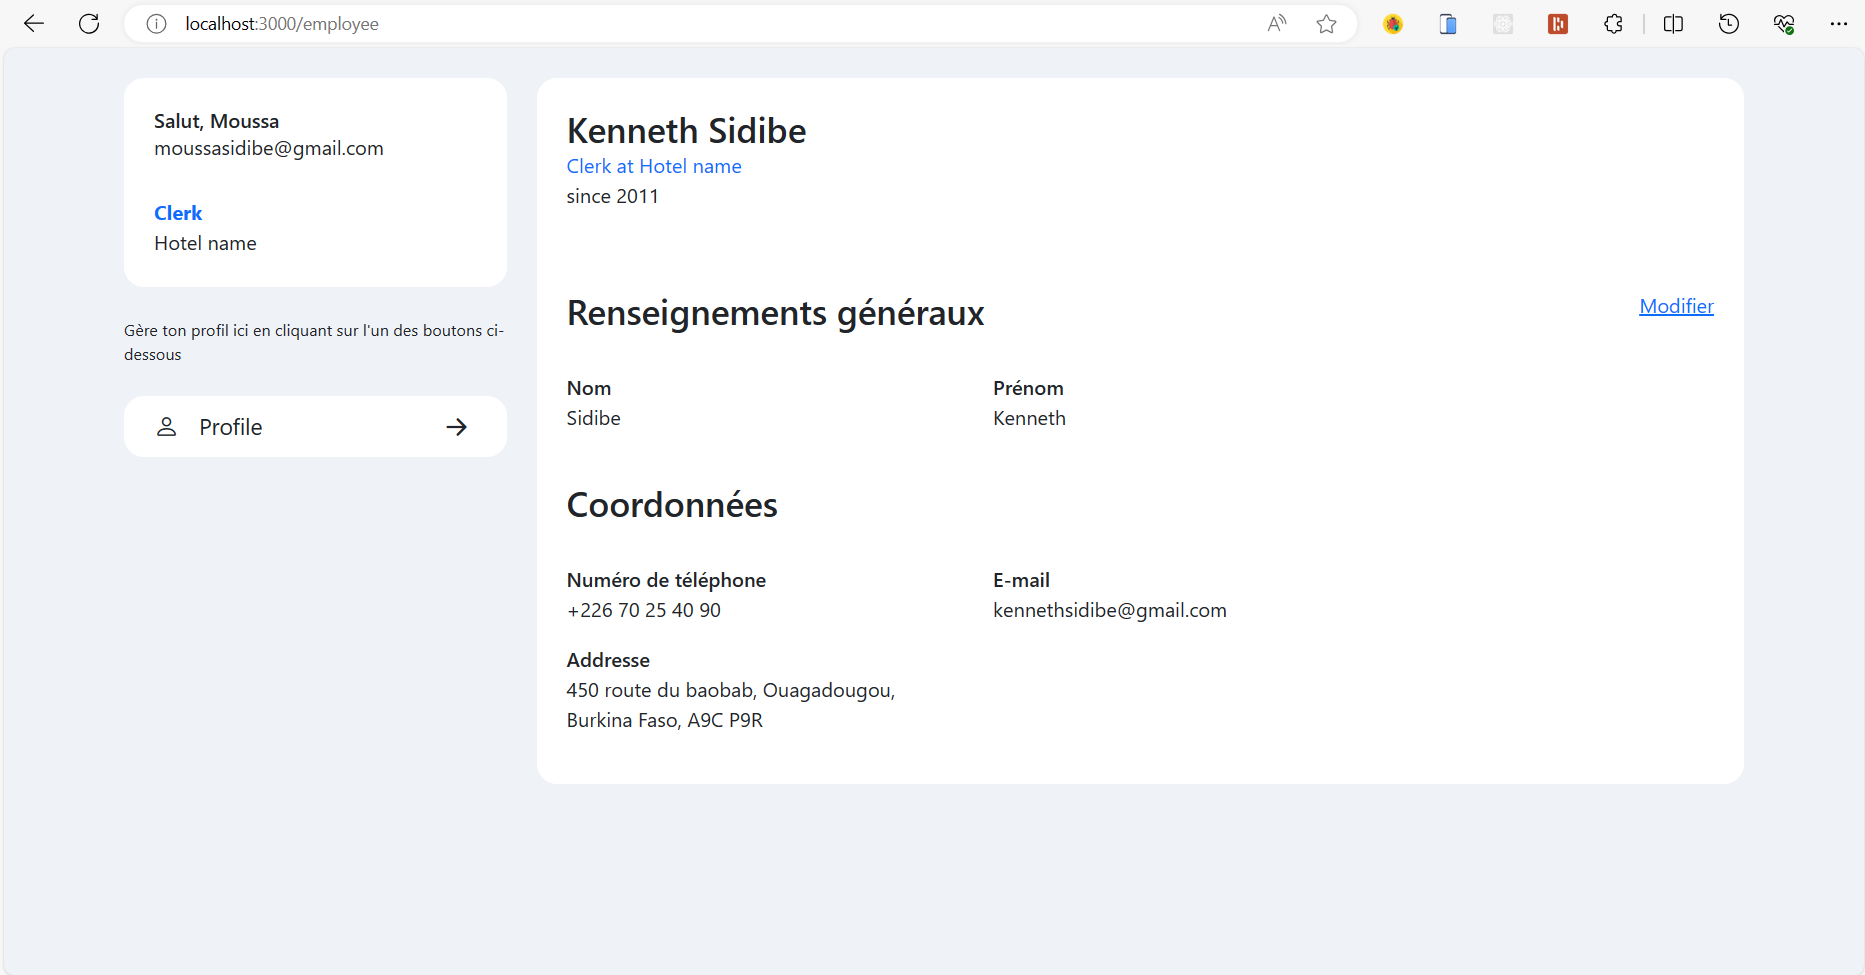 localhost:3000/employee
Salut, Moussa
moussasidibe@gmail.com
Clerk
Hotel name
Gère ton profil ici en cliquant sur l'un des boutons ci-
dessous
Profile
Kenneth Sidibe
Clerk at Hotel name
since 2011
Renseignements généraux
Modifier
Nom
Prénom
Sidibe
Kenneth
Coordonnées
Numéro de téléphone
E-mail
+226 70 25 40 90
kennethsidibe@gmail.com
Addresse
450 route du baobab, Ouagadougou,
Burkina Faso, A9C P9R